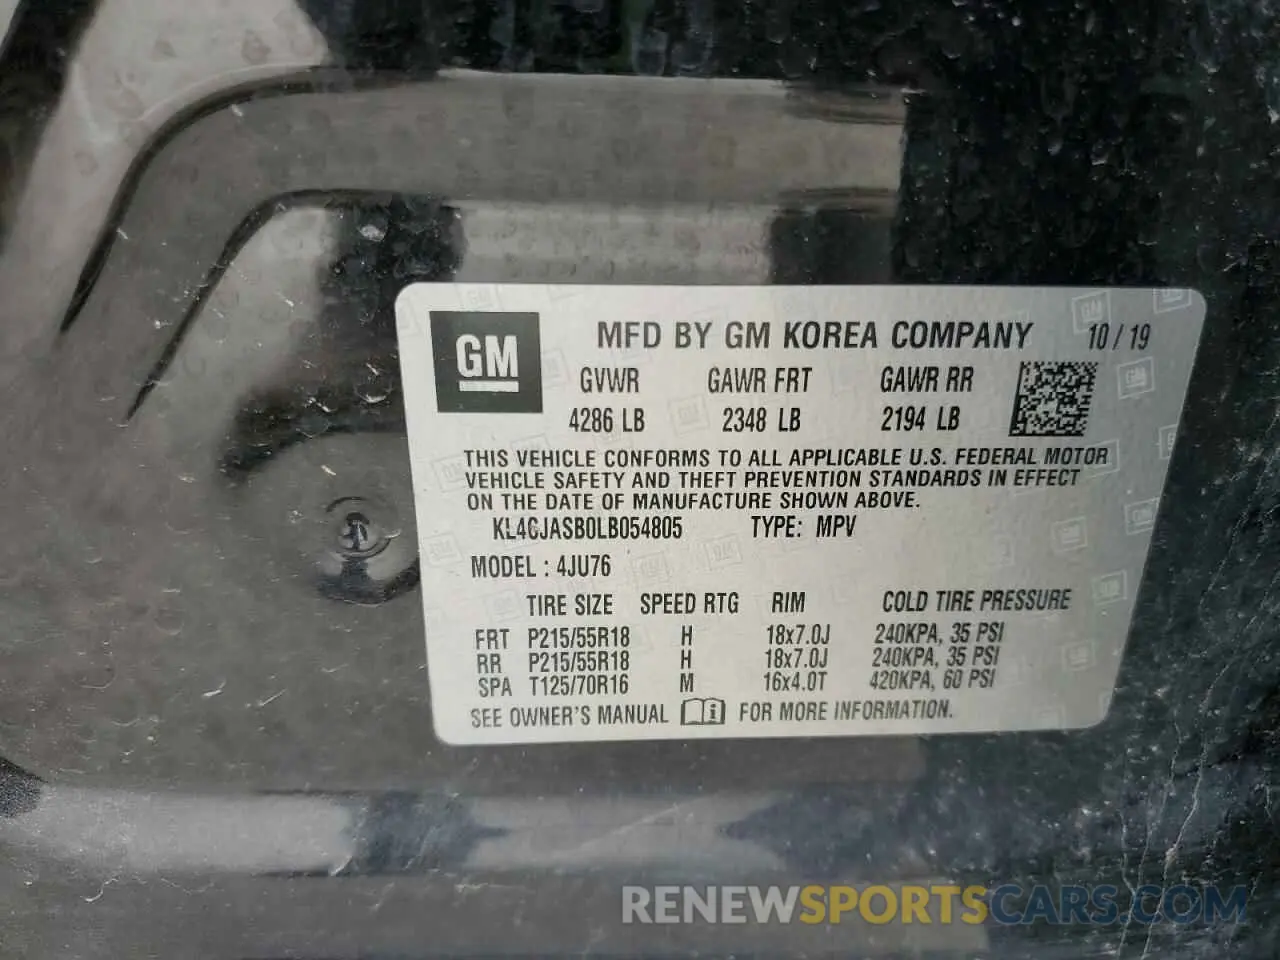 GM
MFD BY GM KOREA COMPANY 10/19
GVWR GAWR FRT GAWR RR
4286 LB 2348 LB 2194 LB
THIS VEHICLE CONFORMS TO ALL APPLICABLE U.S. FEDERAL MOTOR
VEHICLE SAFETY AND THEFT PREVENTION STANDARDS IN EFFECT
ON THE DATE OF MANUFACTURE SHOWN ABOVE.
KL4CJASB0LB054805 TYPE: MPV
MODEL : 4JU76
TIRE SIZE SPEED RTG RIM COLD TIRE PRESSURE
FRT P215/55R18 H 18x7.0J 240KPA, 35 PSI
RR P215/55R18 H 18x7.0J 240KPA, 35 PSI
SPA T125/70R16 M 16x4.0T 420KPA, 60 PSI
SEE OWNER'S MANUAL i FOR MORE INFORMATION.
RENEWSPORTSCARS.COM